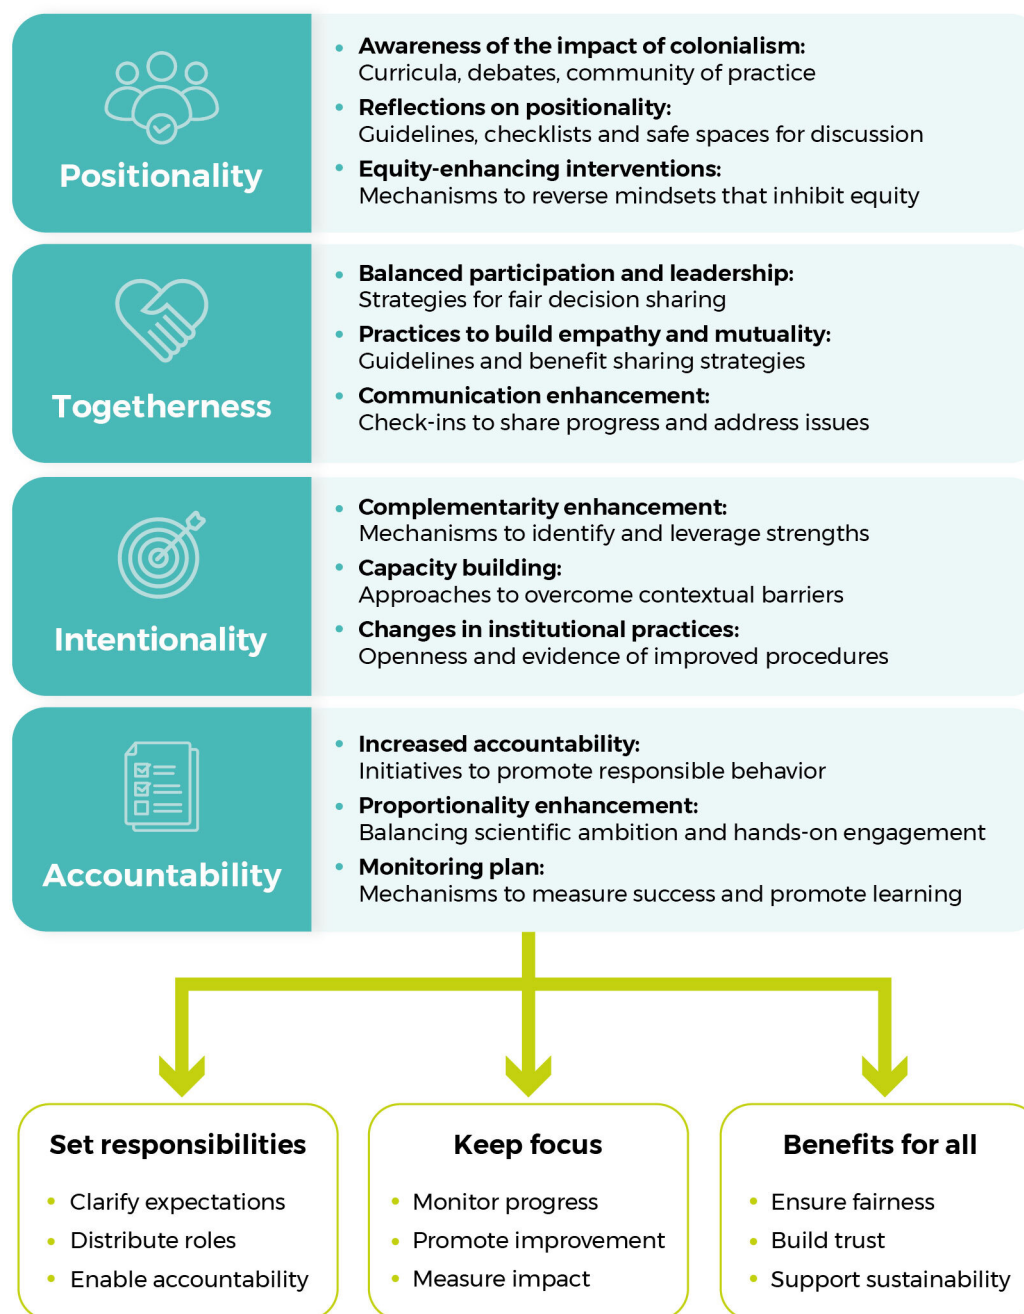 Positionality
• Awareness of the impact of colonialism:
Curricula, debates, community of practice
• Reflections on positionality:
Guidelines, checklists and safe spaces for discussion
• Equity-enhancing interventions:
Mechanisms to reverse mindsets that inhibit equity
Togetherness
• Balanced participation and leadership:
Strategies for fair decision sharing
• Practices to build empathy and mutuality:
Guidelines and benefit sharing strategies
• Communication enhancement:
Check-ins to share progress and address issues
Intentionality
• Complementarity enhancement:
Mechanisms to identify and leverage strengths
• Capacity building:
Approaches to overcome contextual barriers
• Changes in institutional practices:
Openness and evidence of improved procedures
Accountability
• Increased accountability:
Initiatives to promote responsible behavior
• Proportionality enhancement:
Balancing scientific ambition and hands-on engagement
• Monitoring plan:
Mechanisms to measure success and promote learning
Set responsibilities
• Clarify expectations
• Distribute roles
• Enable accountability
Keep focus
• Monitor progress
• Promote improvement
• Measure impact
Benefits for all
• Ensure fairness
• Build trust
• Support sustainability